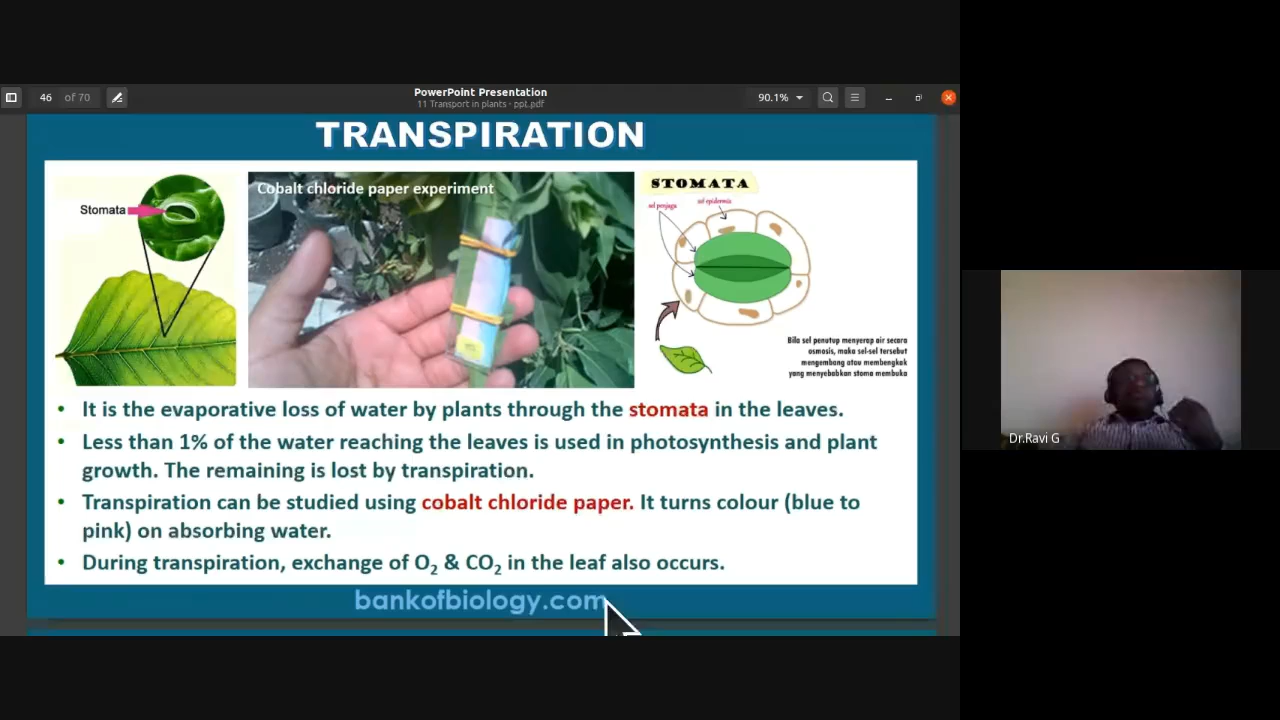 46 of 70
PowerPoint Presentation
11 Transport in plants - ppt.pdf
90.1%
TRANSPIRATION
Stomata
Cobalt chloride paper experiment
STOMATA
sel penjaga
sel epidermis
Bila sel penutup menyerap air secara
osmosis, maka sel-sel tersebut
mengembang atau membengkak
yang menyebabkan stoma membuka
• It is the evaporative loss of water by plants through the stomata in the leaves.
• Less than 1% of the water reaching the leaves is used in photosynthesis and plant
growth. The remaining is lost by transpiration.
• Transpiration can be studied using cobalt chloride paper. It turns colour (blue to
pink) on absorbing water.
• During transpiration, exchange of O₂ & CO₂ in the leaf also occurs.
bankofbiology.com
Dr.Ravi G